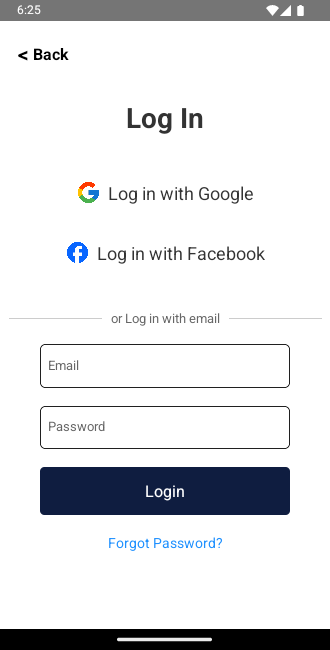 6:25
< Back
Log In
Log in with Google
Log in with Facebook
or Log in with email
Email
Password
Login
Forgot Password?